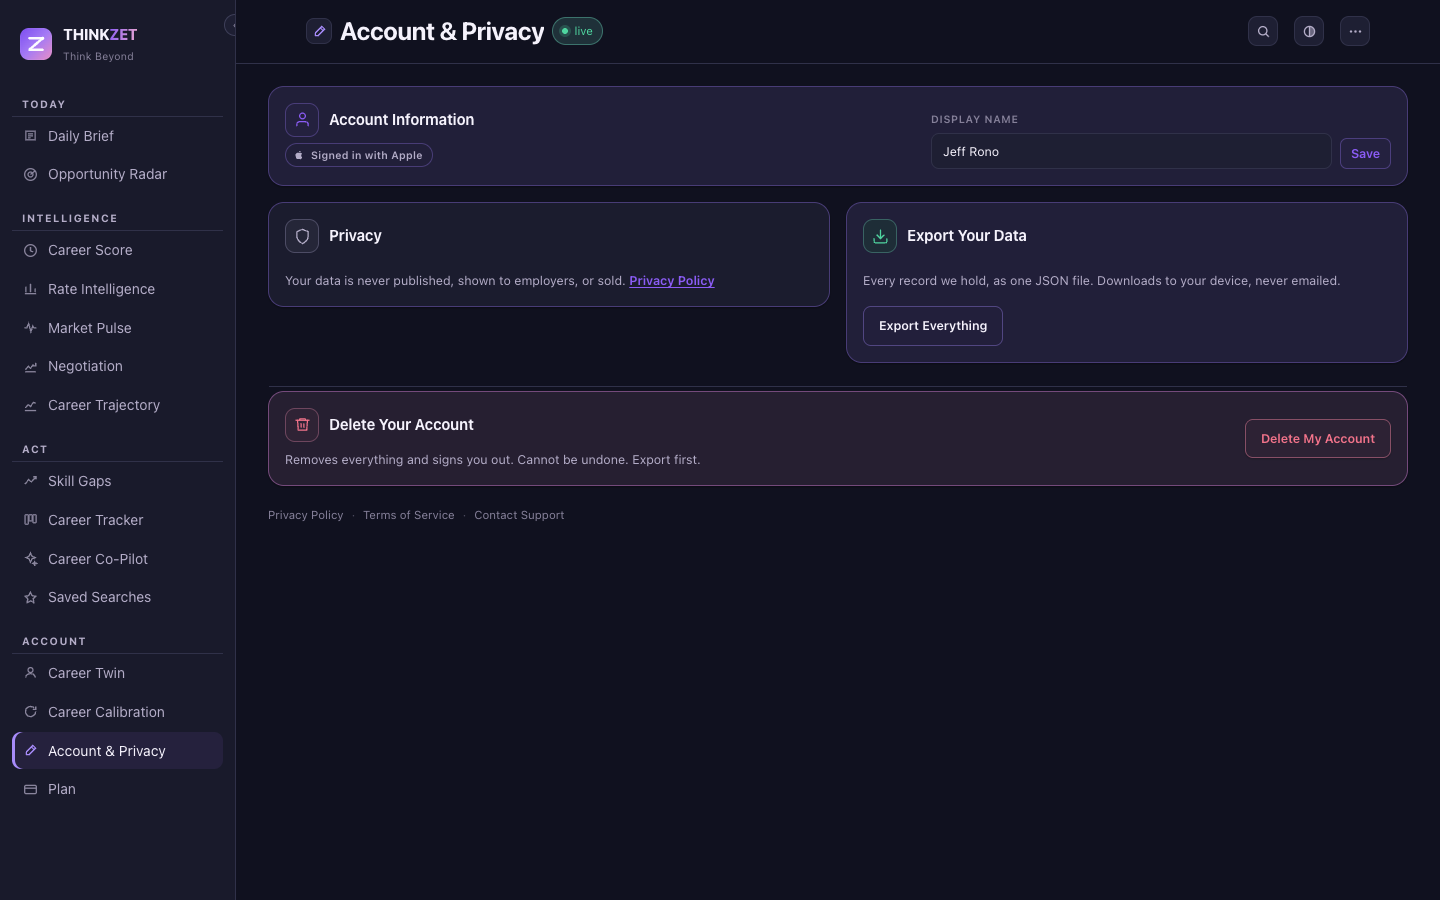 THINKZET
Think Beyond
TODAY
Daily Brief
Opportunity Radar
INTELLIGENCE
Career Score
Rate Intelligence
Market Pulse
Negotiation
Career Trajectory
ACT
Skill Gaps
Career Tracker
Career Co-Pilot
Saved Searches
ACCOUNT
Career Twin
Career Calibration
Account & Privacy
Plan
Account & Privacy
live
Account Information
Signed in with Apple
DISPLAY NAME
Jeff Rono
Save
Privacy
Your data is never published, shown to employers, or sold. Privacy Policy
Export Your Data
Every record we hold, as one JSON file. Downloads to your device, never emailed.
Export Everything
Delete Your Account
Removes everything and signs you out. Cannot be undone. Export first.
Delete My Account
Privacy Policy · Terms of Service · Contact Support